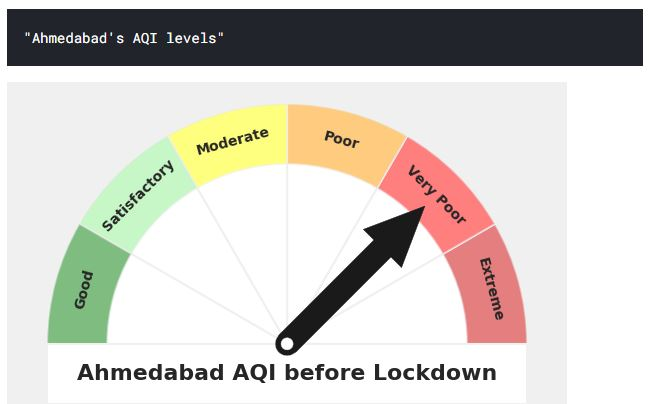 "Ahmedabad's AQI levels"
Good
Satisfactory
Moderate
Poor
Very Poor
Extreme
Ahmedabad AQI before Lockdown